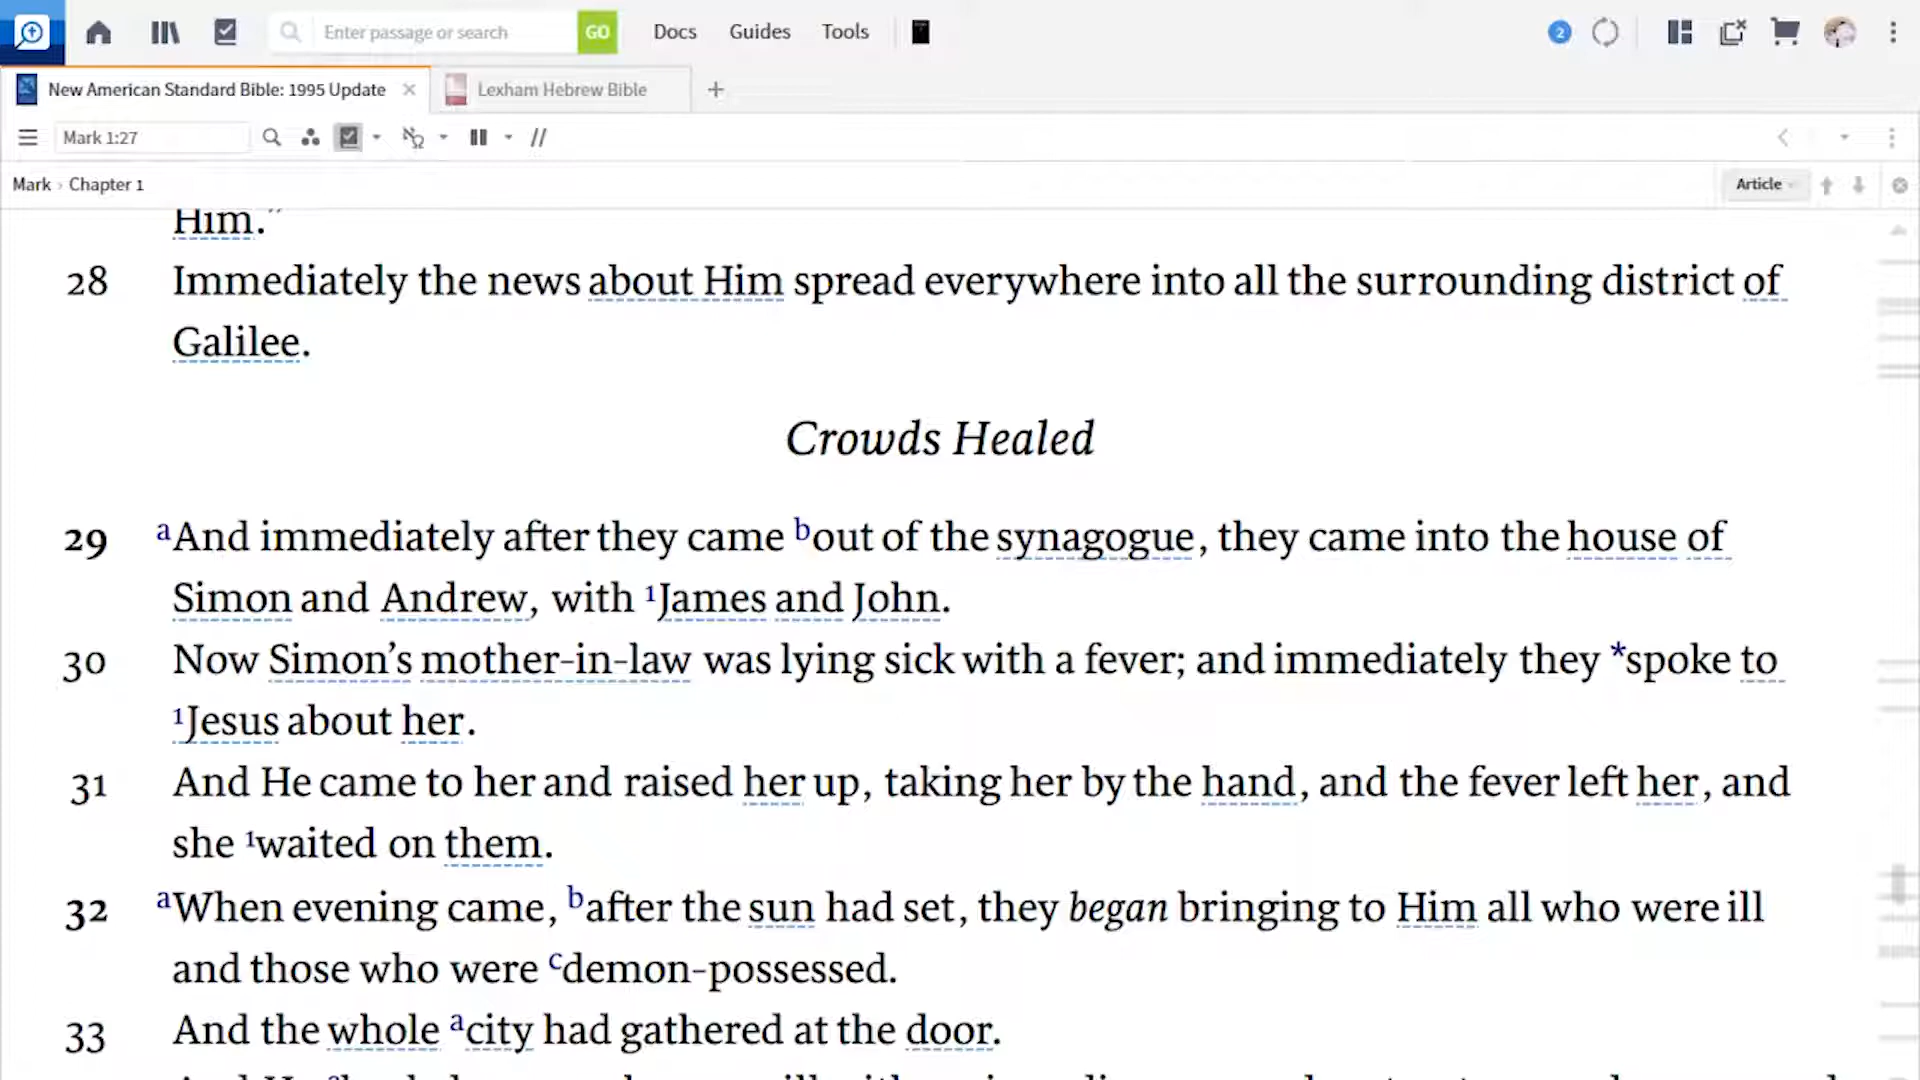 Enter passage or search GO Docs Guides Tools 2
New American Standard Bible: 1995 Update Lexham Hebrew Bible
Mark 1:27
Mark › Chapter 1 Article
Him.”
28 Immediately the news about Him spread everywhere into all the surrounding district of
Galilee.
Crowds Healed
29 aAnd immediately after they came bout of the synagogue, they came into the house of
Simon and Andrew, with 1James and John.
30 Now Simon’s mother-in-law was lying sick with a fever; and immediately they *spoke to
1Jesus about her.
31 And He came to her and raised her up, taking her by the hand, and the fever left her, and
she 1waited on them.
32 aWhen evening came, bafter the sun had set, they began bringing to Him all who were ill
and those who were cdemon-possessed.
33 And the whole acity had gathered at the door.